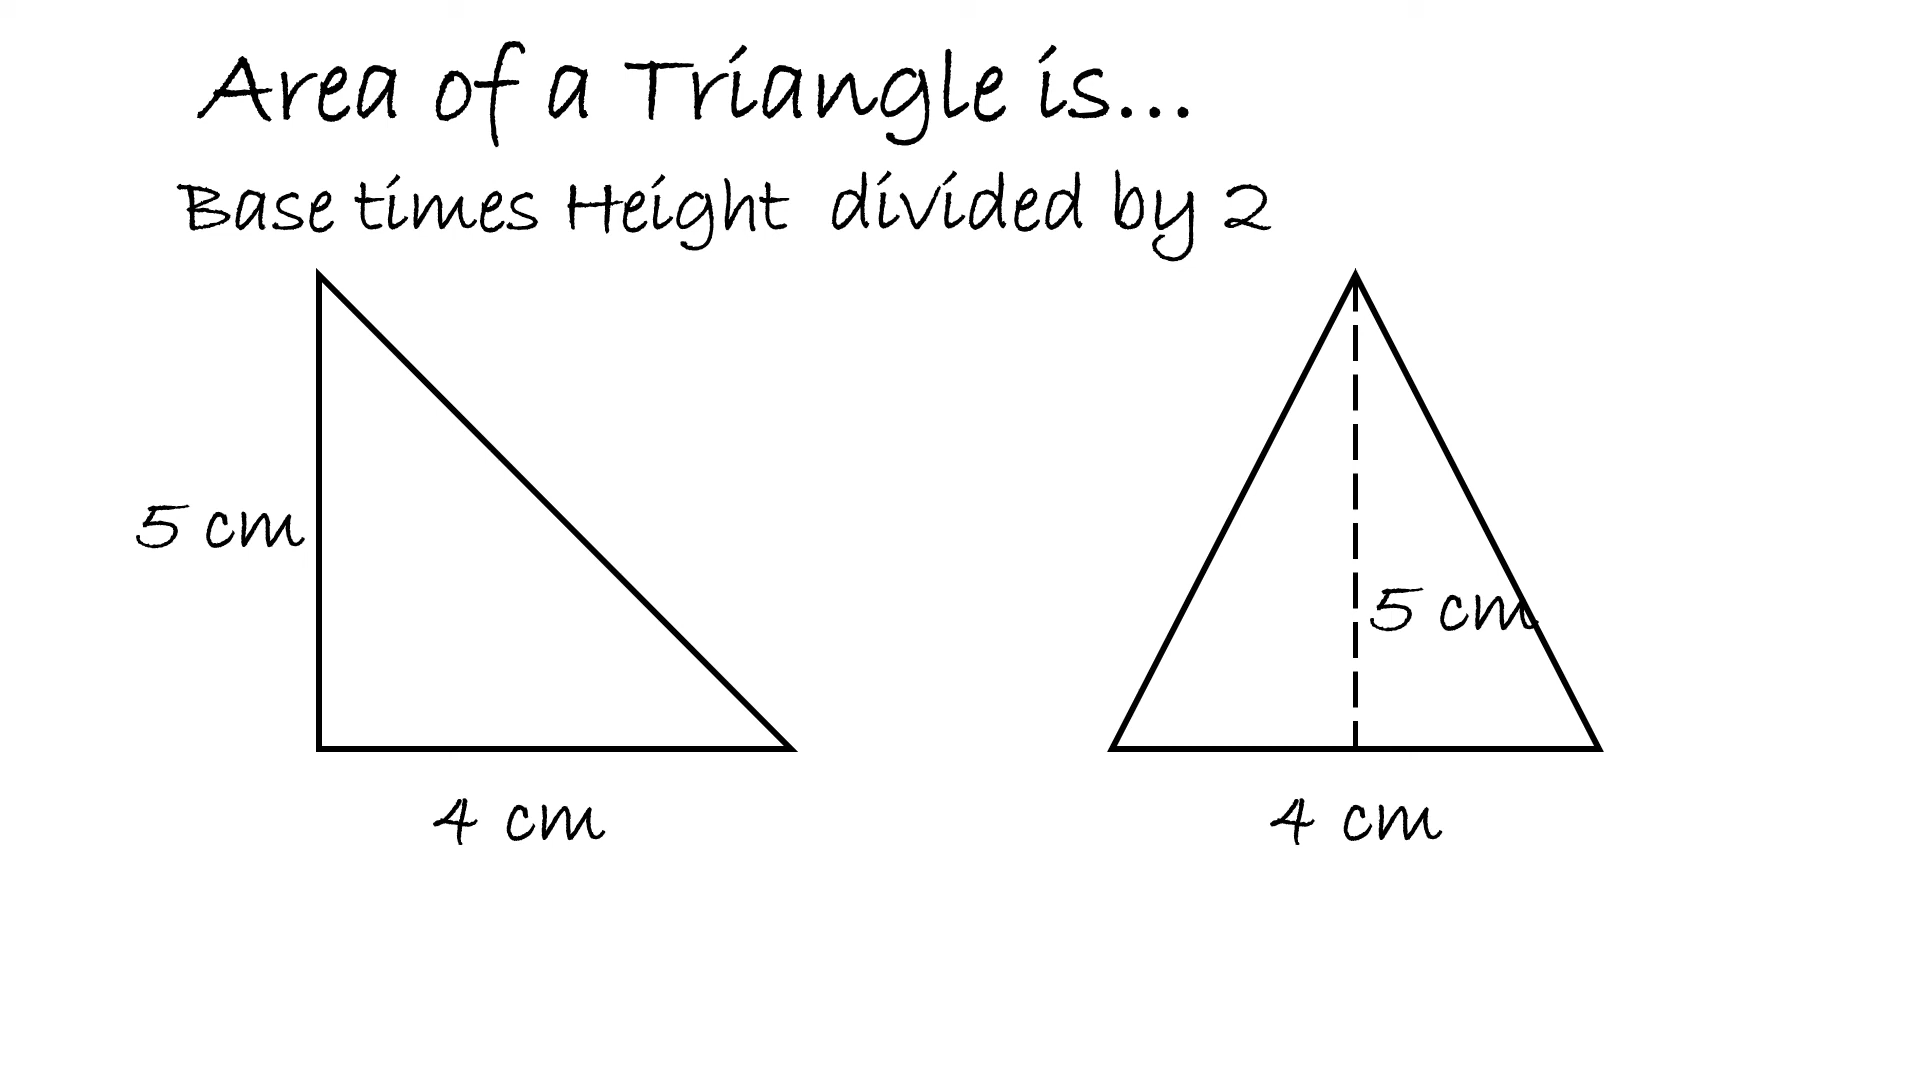 Area of a Triangle is...
Base times Height divided by 2
5 cm
5 cm
4 cm
4 cm